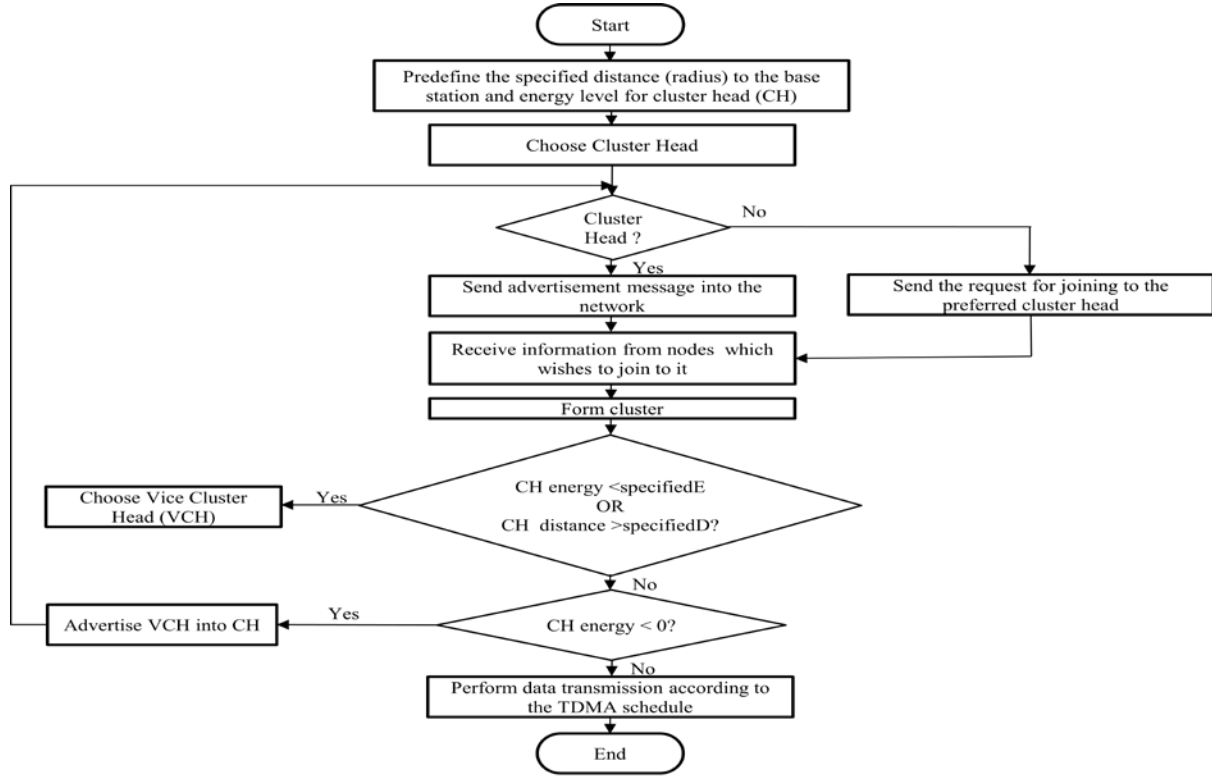 Start
Predefine the specified distance (radius) to the base
station and energy level for cluster head (CH)
Choose Cluster Head
Cluster
Head ?
No
Yes
Send advertisement message into the
network
Send the request for joining to the
preferred cluster head
Receive information from nodes which
wishes to join to it
Form cluster
CH energy <specifiedE
OR
CH distance >specifiedD?
Yes
Choose Vice Cluster
Head (VCH)
No
CH energy < 0?
Yes
Advertise VCH into CH
No
Perform data transmission according to
the TDMA schedule
End